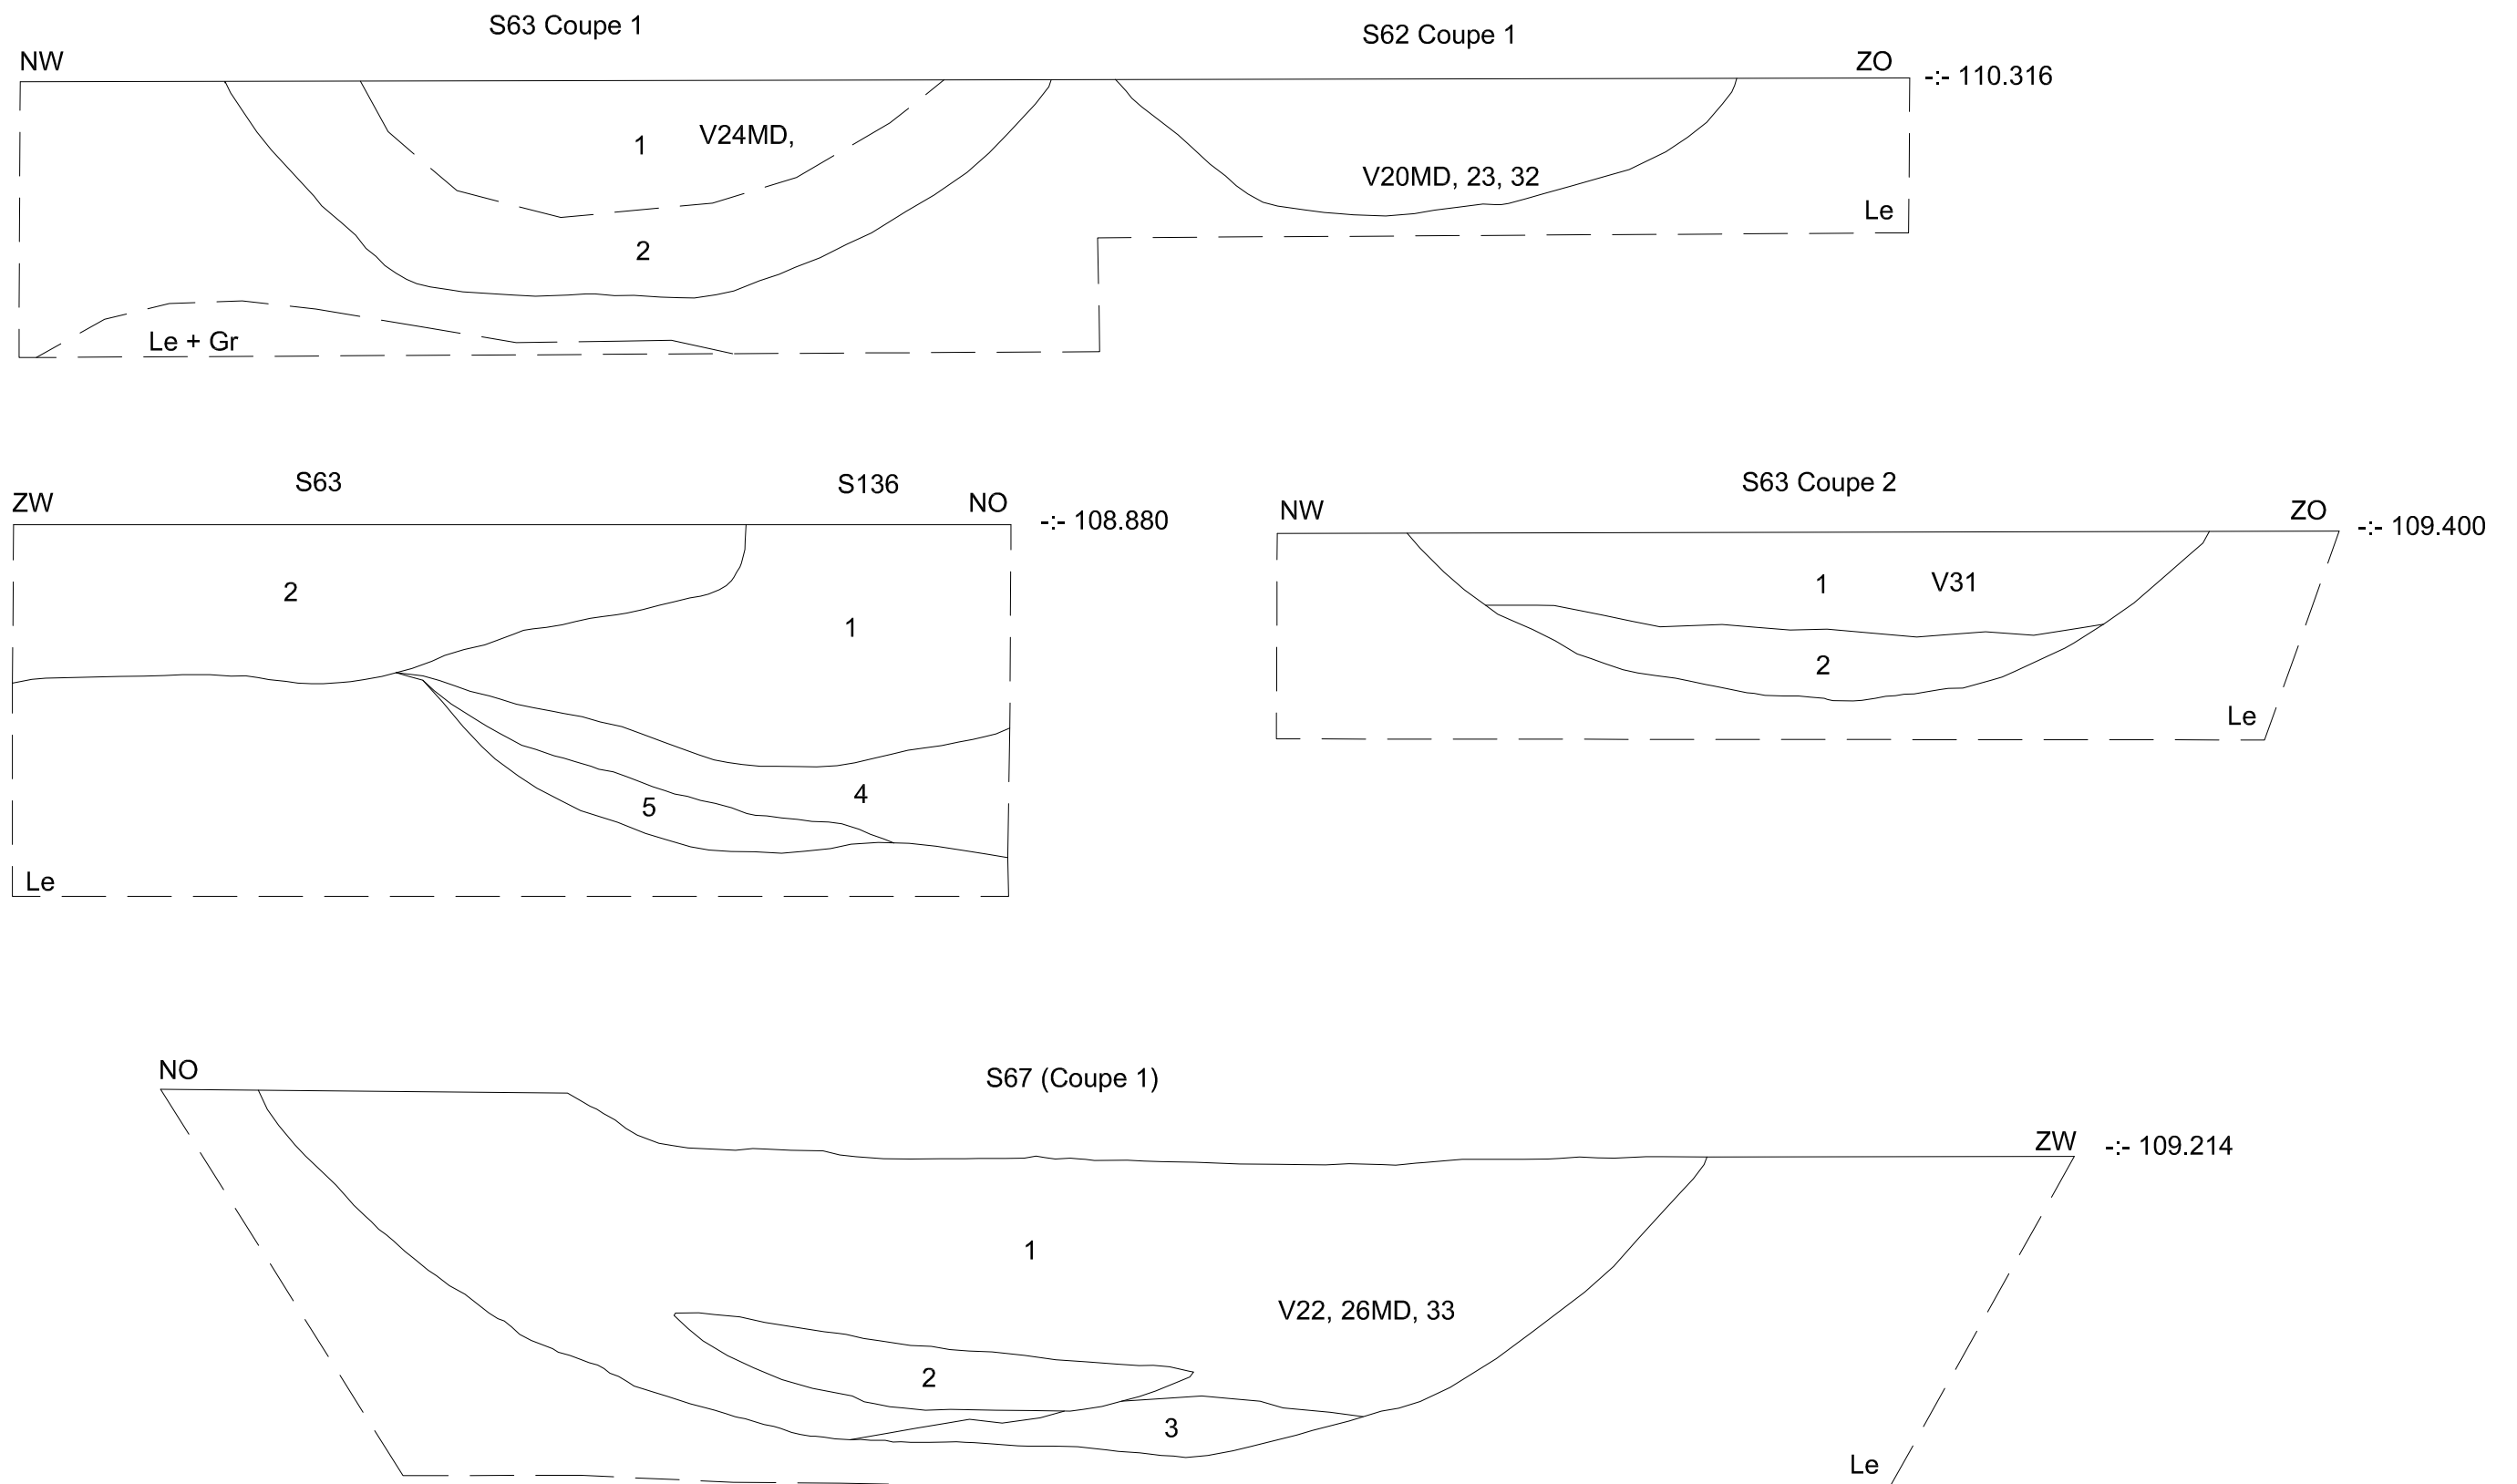 S63 Coupe 1
S62 Coupe 1
NW
ZO
-:- 110.316
1
V24MD,
V20MD, 23, 32
Le
2
Le + Gr
S63
S136
ZW
NO
-:- 108.880
2
1
4
5
Le
S63 Coupe 2
NW
ZO
-:- 109.400
1
V31
2
Le
NO
S67 (Coupe 1)
ZW
-:- 109.214
1
V22, 26MD, 33
2
3
Le